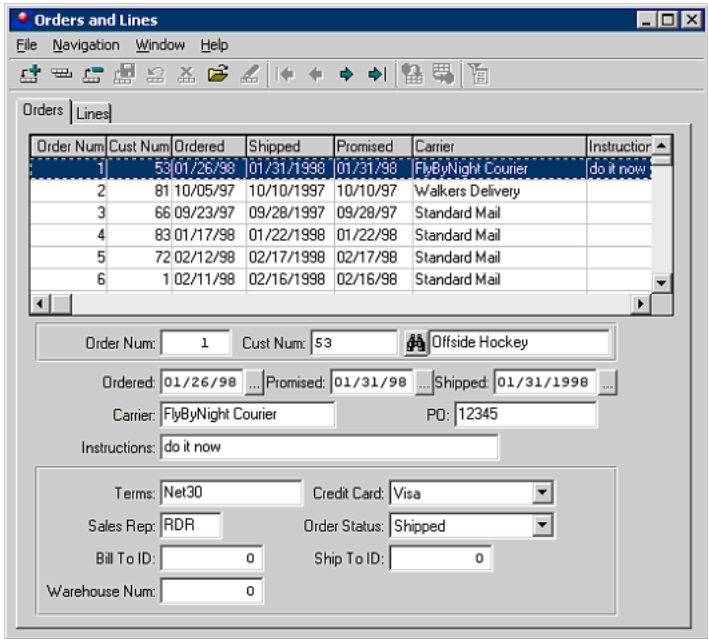 Orders and Lines
File Navigation Window Help
Orders Lines
Order Num Cust Num Ordered Shipped Promised Carrier Instruction
1 53 01/26/98 01/31/1998 01/31/98 FlyByNight Courier do it now
2 81 10/05/97 10/10/1997 10/10/97 Walkers Delivery
3 66 09/23/97 09/28/1997 09/28/97 Standard Mail
4 83 01/17/98 01/22/1998 01/22/98 Standard Mail
5 72 02/12/98 02/17/1998 02/17/98 Standard Mail
6 1 02/11/98 02/16/1998 02/16/98 Standard Mail
Order Num: 1 Cust Num: 53 Offside Hockey
Ordered: 01/26/98 ... Promised: 01/31/98 ... Shipped: 01/31/1998 ...
Carrier: FlyByNight Courier PO: 12345
Instructions: do it now
Terms: Net30 Credit Card: Visa
Sales Rep: RDR Order Status: Shipped
Bill To ID: 0 Ship To ID: 0
Warehouse Num: 0